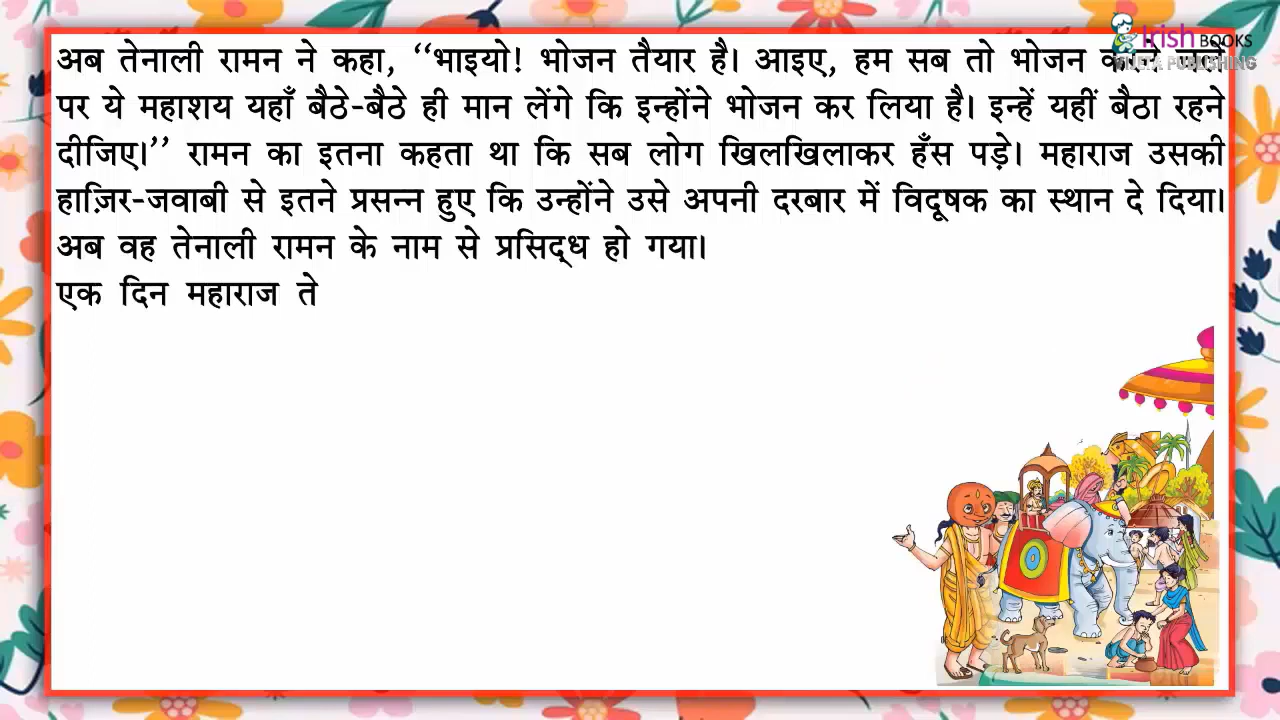 अब तेनाली रामन ने कहा, ‘‘भाइयो! भोजन तैयार है। आइए, हम सब तो भोजन
पर ये महाशय यहाँ बैठे-बैठे ही मान लेंगे कि इन्होंने भोजन कर लिया है। इन्हें यहीं बैठा रहने
दीजिए।’’ रामन का इतना कहता था कि सब लोग खिलखिलाकर हँस पड़े। महाराज उसकी
हाज़िर-जवाबी से इतने प्रसन्न हुए कि उन्होंने उसे अपनी दरबार में विदूषक का स्थान दे दिया।
अब वह तेनाली रामन के नाम से प्रसिद्ध हो गया।
एक दिन महाराज ते
Irish BOOKS
PUBLISHING